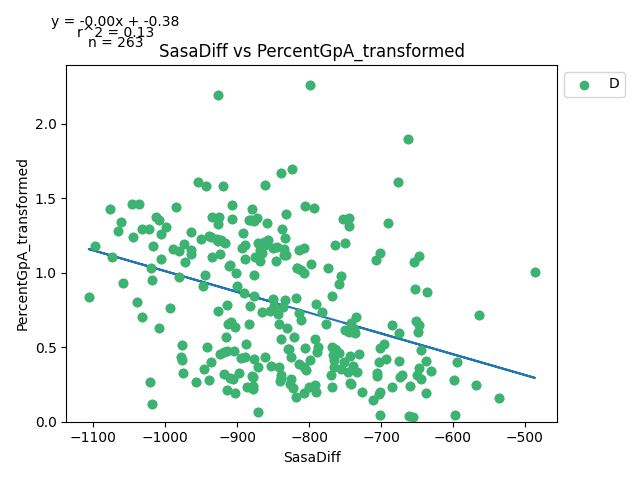 y = -0.00x + -0.38
r^2 = 0.13
n = 263
SasaDiff vs PercentGpA_transformed
D
2.0
1.5
1.0
0.5
0.0
PercentGpA_transformed
−1100 −1000 −900 −800 −700 −600 −500
SasaDiff